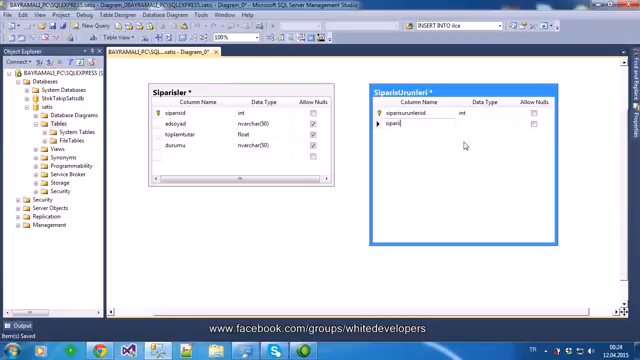 BAYRAMALI_PC\SQLEXPRESS.satis - Diagram_0* - Microsoft SQL Server Management Studio
File Edit View Project Debug Table Designer Tools Window Help
New Query
INSERT INTO ilce
100%
Object Explorer
BAYRAMALI_PC\SQL...satis - Diagram_0*
Connect
BAYRAMALI_PC\SQLEXPRESS
Databases
System Databases
StokTakipSatisDb
satis
Database Diagrams
Tables
System Tables
FileTables
Views
Synonyms
Programmability
Service Broker
Storage
Security
Security
Server Objects
Replication
Management
Siparisler *
Column Name Data Type Allow Nulls
siparisid int
adsoyad nvarchar(50)
toplamtutar float
durumu nvarchar(50)
SiparisUrunleri *
Column Name Data Type Allow Nulls
siparisurunleriid int
siparis
Find and Replace
Properties
Output
Item(s) Saved
www.facebook.com/groups/whitedevelopers
TR
00:24
12.04.2015